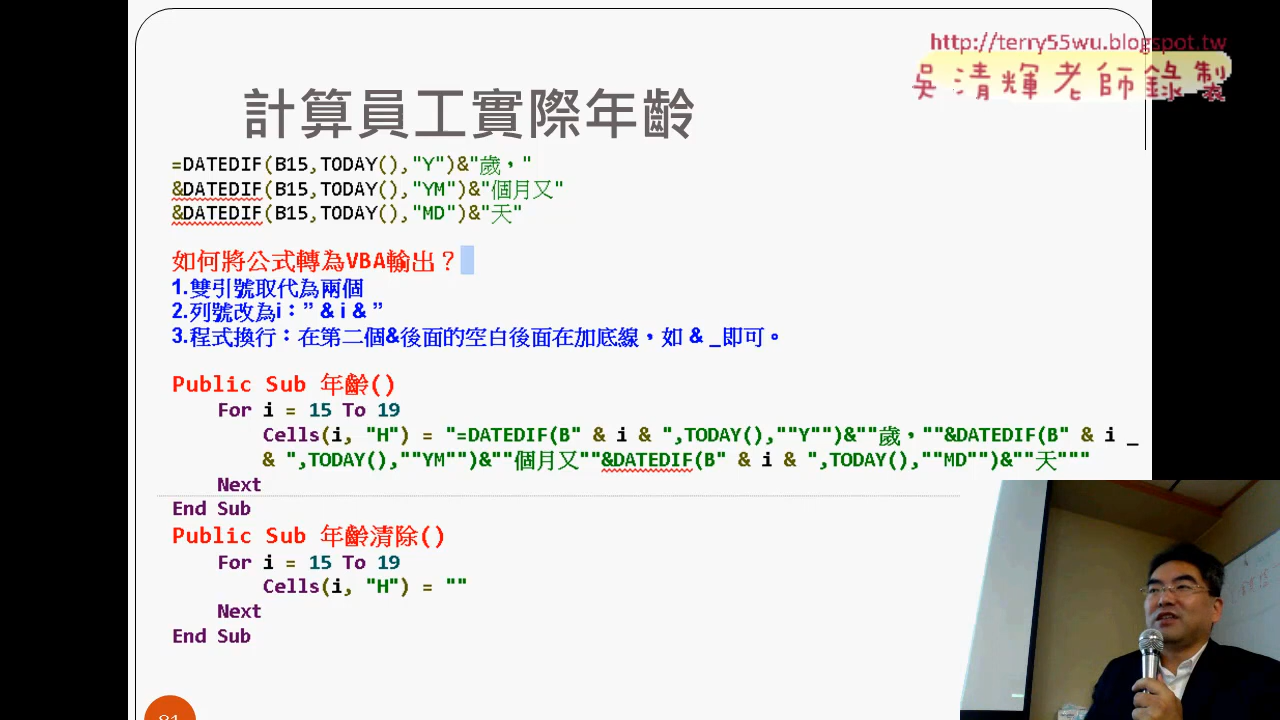 http://terry55wu.blogspot.tw
吳清輝老師錄製
計算員工實際年齡
=DATEDIF(B15,TODAY(),"Y")&"歲，"
&DATEDIF(B15,TODAY(),"YM")&"個月又"
&DATEDIF(B15,TODAY(),"MD")&"天"
如何將公式轉為VBA輸出？
1.雙引號取代為兩個
2.列號改為i：” & i & ”
3.程式換行：在第二個&後面的空白後面在加底線，如 & _即可。
Public Sub 年齡()
For i = 15 To 19
Cells(i, "H") = "=DATEDIF(B" & i & ",TODAY(),""Y"")&""歲，""&DATEDIF(B" & i _
& ",TODAY(),""YM"")&""個月又""&DATEDIF(B" & i & ",TODAY(),""MD"")&""天"""
Next
End Sub
Public Sub 年齡清除()
For i = 15 To 19
Cells(i, "H") = ""
Next
End Sub